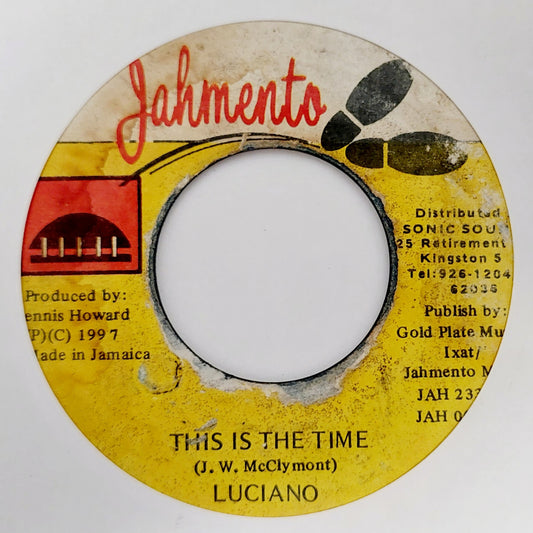 Jahmento
Distributed
SONIC SOU
25 Retirement
Kingston 5
Tel:926-1204
62036
Produced by:
ennis Howard
P)(C) 1997
ade in Jamaica
Publish by:
Gold Plate Mu
Ixat/
Jahmento M
JAH 23
JAH 0
THIS IS THE TIME
(J. W. McClymont)
LUCIANO